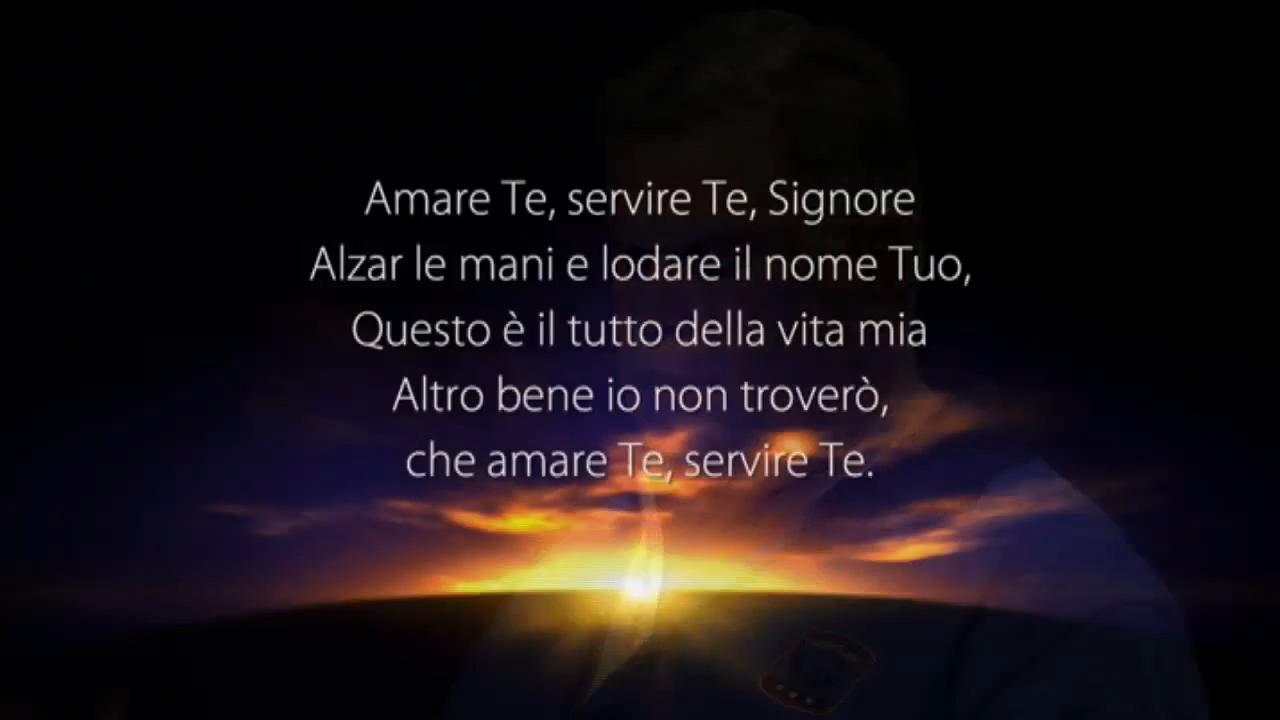 Amare Te, servire Te, Signore
Alzar le mani e lodare il nome Tuo,
Questo è il tutto della vita mia
Altro bene io non troverò,
che amare Te, servire Te.